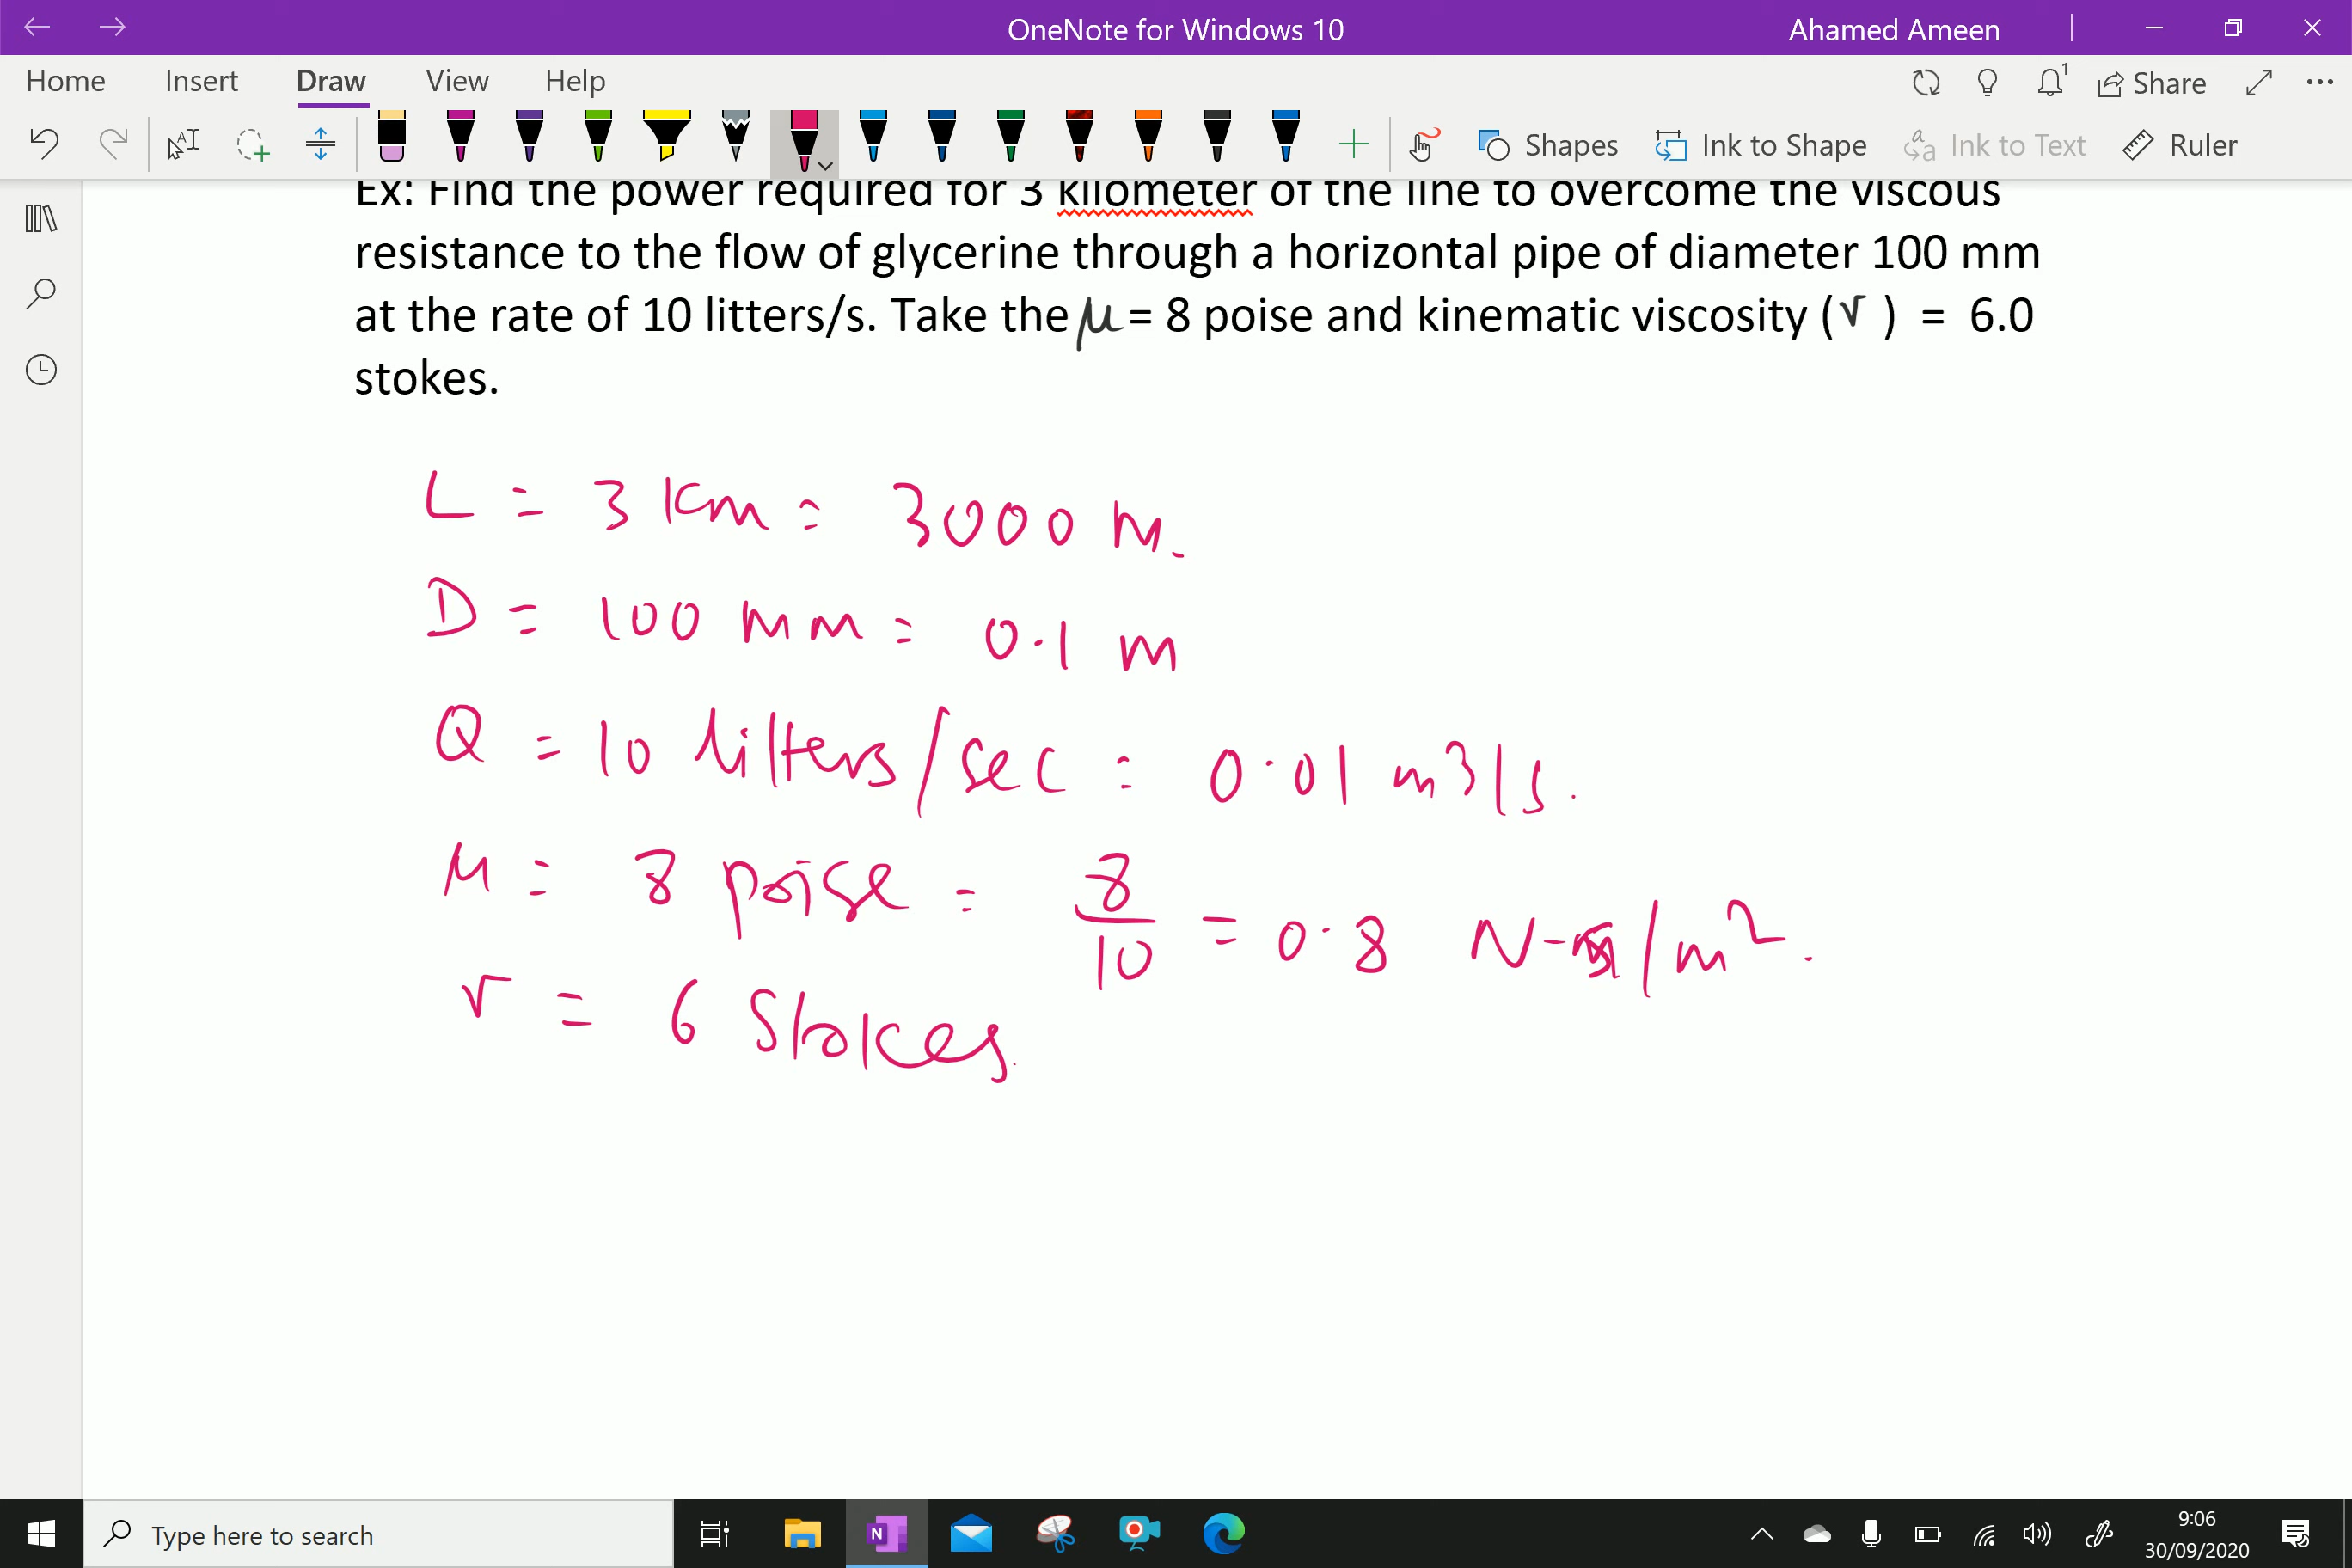 OneNote for Windows 10
Ahamed Ameen
Home Insert Draw View Help
1 Share
Shapes Ink to Shape Ink to Text Ruler
Ex: Find the power required for 3 kilometer of the line to overcome the viscous
resistance to the flow of glycerine through a horizontal pipe of diameter 100 mm
at the rate of 10 litters/s. Take the μ = 8 poise and kinematic viscosity (ν) = 6.0
stokes.
L = 3 km = 3000 m.
D = 100 mm = 0.1 m
Q = 10 litters/sec = 0.01 m3/s.
μ = 8 poise = 8/10 = 0.8 N-s/m².
ν = 6 stokes.
Type here to search
9:06
30/09/2020